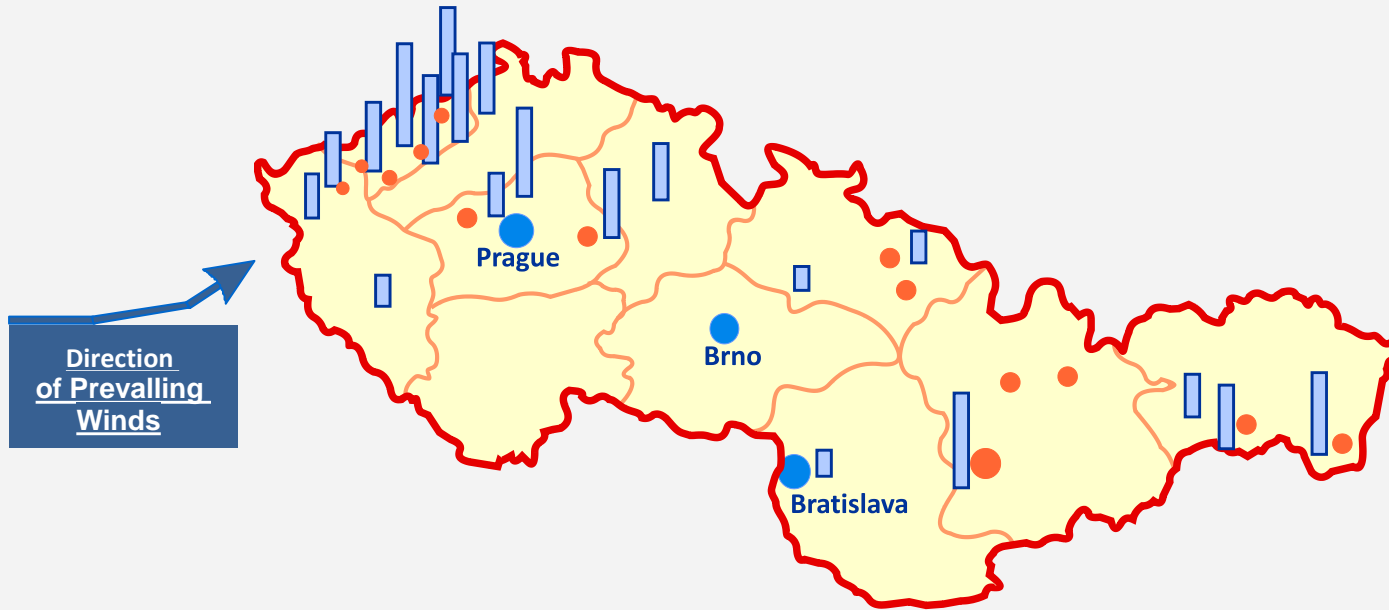 Prague
Brno
Bratislava
Direction
of Prevalling
Winds